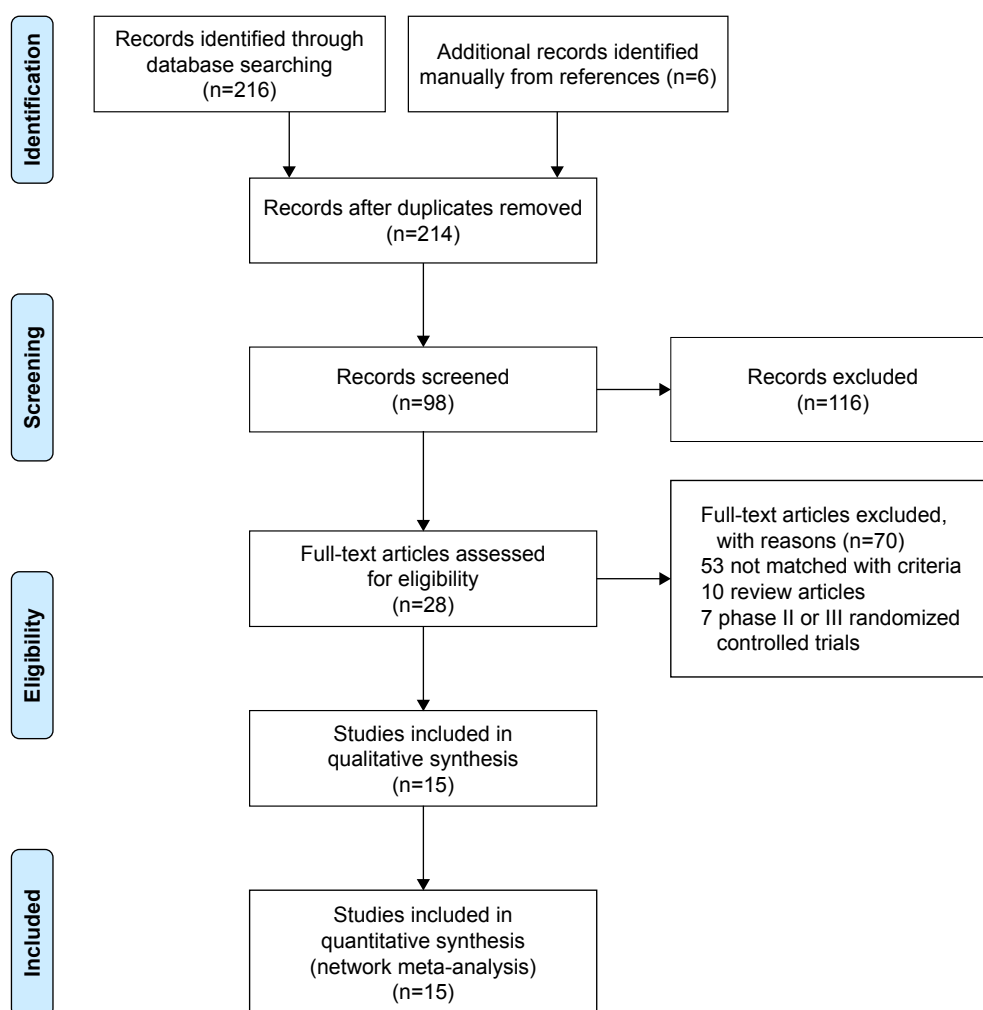 Identification
Records identified through
database searching
(n=216)
Additional records identified
manually from references (n=6)
Records after duplicates removed
(n=214)
Screening
Records screened
(n=98)
Records excluded
(n=116)
Eligibility
Full-text articles assessed
for eligibility
(n=28)
Full-text articles excluded,
with reasons (n=70)
53 not matched with criteria
10 review articles
7 phase II or III randomized
controlled trials
Studies included in
qualitative synthesis
(n=15)
Included
Studies included in
quantitative synthesis
(network meta-analysis)
(n=15)